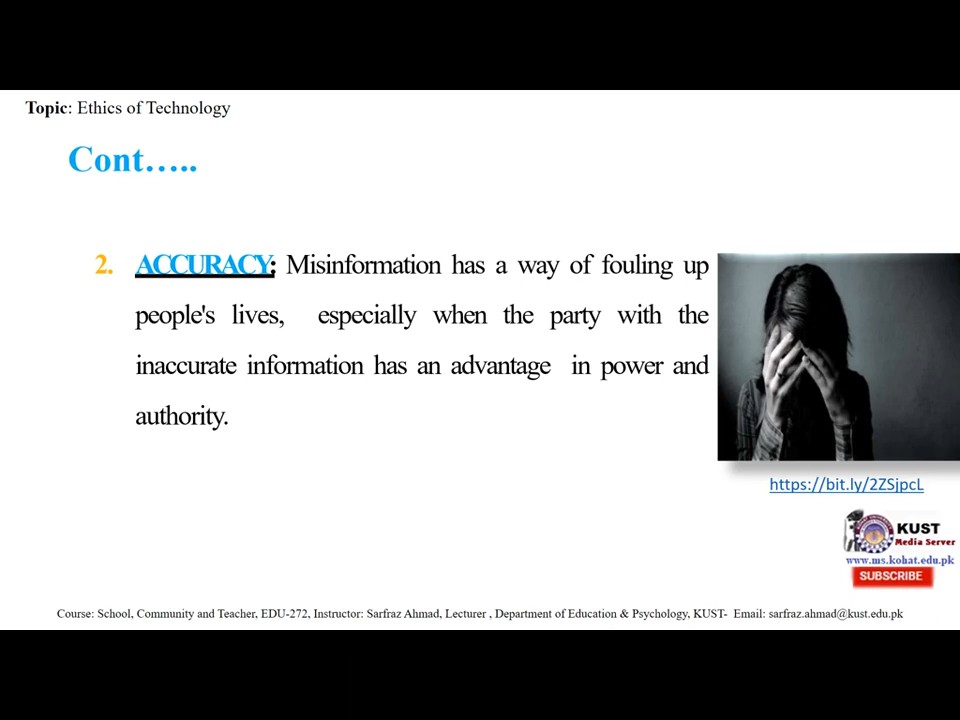 Topic: Ethics of Technology
Cont…..
2. ACCURACY: Misinformation has a way of fouling up
people's lives, especially when the party with the
inaccurate information has an advantage in power and
authority.
https://bit.ly/2ZSjpcL
KUST
Media Server
www.ms.kohat.edu.pk
SUBSCRIBE
Course: School, Community and Teacher, EDU-272, Instructor: Sarfraz Ahmad, Lecturer , Department of Education & Psychology, KUST- Email: sarfraz.ahmad@kust.edu.pk